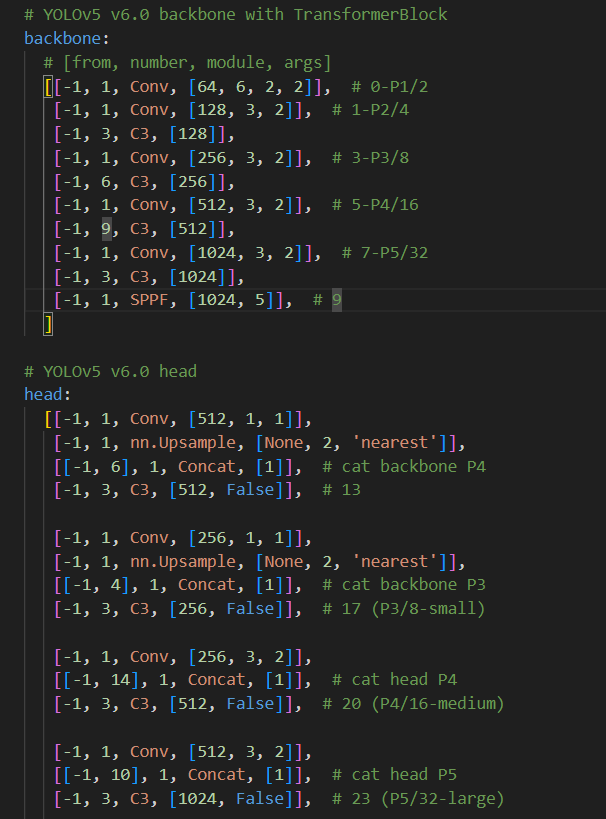 # YOLOv5 v6.0 backbone with TransformerBlock
backbone:
# [from, number, module, args]
[[-1, 1, Conv, [64, 6, 2, 2]], # 0-P1/2
[-1, 1, Conv, [128, 3, 2]], # 1-P2/4
[-1, 3, C3, [128]],
[-1, 1, Conv, [256, 3, 2]], # 3-P3/8
[-1, 6, C3, [256]],
[-1, 1, Conv, [512, 3, 2]], # 5-P4/16
[-1, 9, C3, [512]],
[-1, 1, Conv, [1024, 3, 2]], # 7-P5/32
[-1, 3, C3, [1024]],
[-1, 1, SPPF, [1024, 5]], # 9
]
# YOLOv5 v6.0 head
head:
[[-1, 1, Conv, [512, 1, 1]],
[-1, 1, nn.Upsample, [None, 2, 'nearest']],
[[-1, 6], 1, Concat, [1]], # cat backbone P4
[-1, 3, C3, [512, False]], # 13
[-1, 1, Conv, [256, 1, 1]],
[-1, 1, nn.Upsample, [None, 2, 'nearest']],
[[-1, 4], 1, Concat, [1]], # cat backbone P3
[-1, 3, C3, [256, False]], # 17 (P3/8-small)
[-1, 1, Conv, [256, 3, 2]],
[[-1, 14], 1, Concat, [1]], # cat head P4
[-1, 3, C3, [512, False]], # 20 (P4/16-medium)
[-1, 1, Conv, [512, 3, 2]],
[[-1, 10], 1, Concat, [1]], # cat head P5
[-1, 3, C3, [1024, False]], # 23 (P5/32-large)